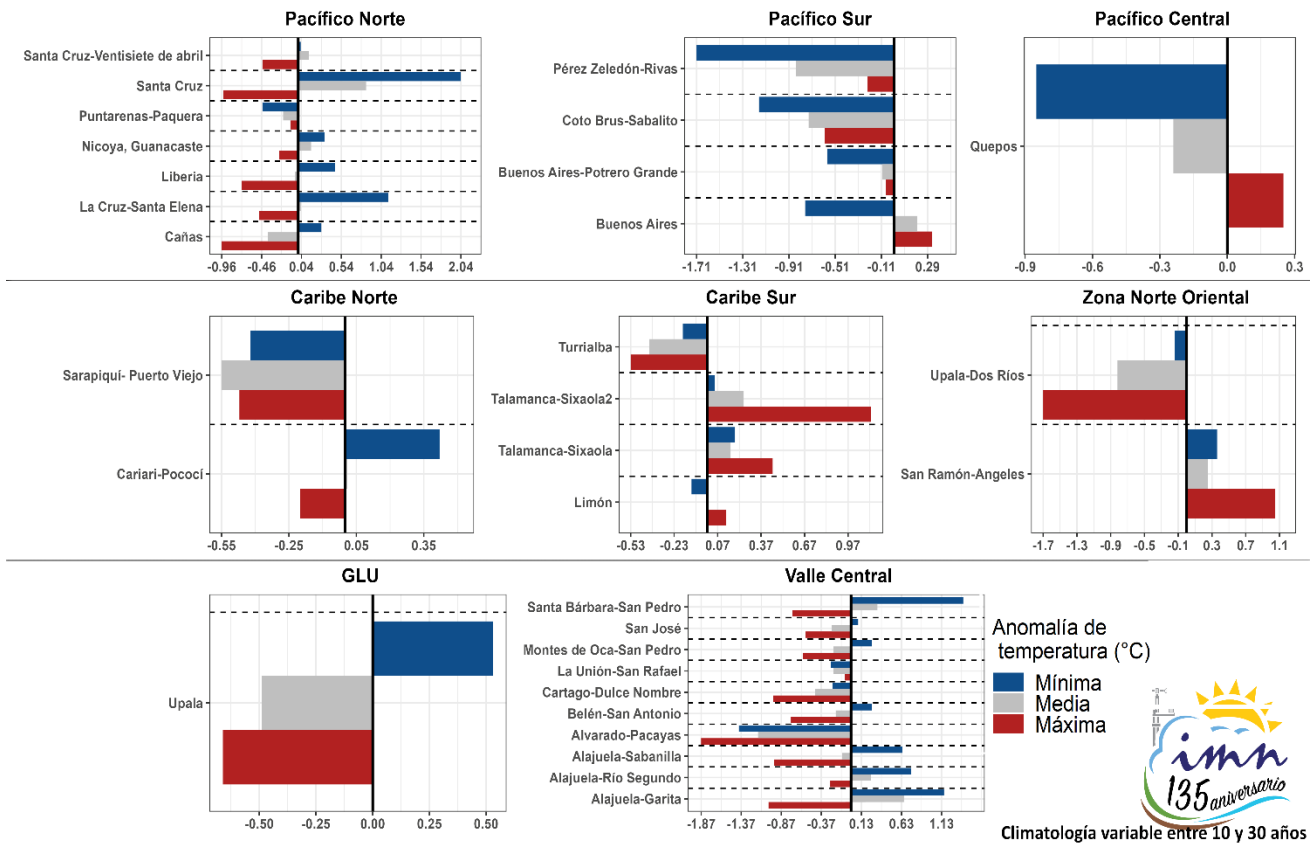 Pacífico Norte
Santa Cruz-Ventisiete de abril
Santa Cruz
Puntarenas-Paquera
Nicoya, Guanacaste
Liberia
La Cruz-Santa Elena
Cañas
-0.96 -0.46 0.04 0.54 1.04 1.54 2.04
Pacífico Sur
Pérez Zeledón-Rivas
Coto Brus-Sabalito
Buenos Aires-Potrero Grande
Buenos Aires
-1.71 -1.31 -0.91 -0.51 -0.11 0.29
Pacífico Central
Quepos
-0.9 -0.6 -0.3 0.0 0.3
Caribe Norte
Sarapiquí- Puerto Viejo
Cariari-Pococí
-0.55 -0.25 0.05 0.35
Caribe Sur
Turrialba
Talamanca-Sixaola2
Talamanca-Sixaola
Limón
-0.53 -0.23 0.07 0.37 0.67 0.97
Zona Norte Oriental
Upala-Dos Ríos
San Ramón-Angeles
-1.7 -1.3 -0.9 -0.5 -0.1 0.3 0.7 1.1
GLU
Upala
-0.50 -0.25 0.00 0.25 0.50
Valle Central
Santa Bárbara-San Pedro
San José
Montes de Oca-San Pedro
La Unión-San Rafael
Cartago-Dulce Nombre
Belén-San Antonio
Alvarado-Pacayas
Alajuela-Sabanilla
Alajuela-Río Segundo
Alajuela-Garita
-1.87 -1.37 -0.87 -0.37 0.13 0.63 1.13
Anomalía de
temperatura (°C)
Mínima
Media
Máxima
imn
135 aniversario
Climatología variable entre 10 y 30 años